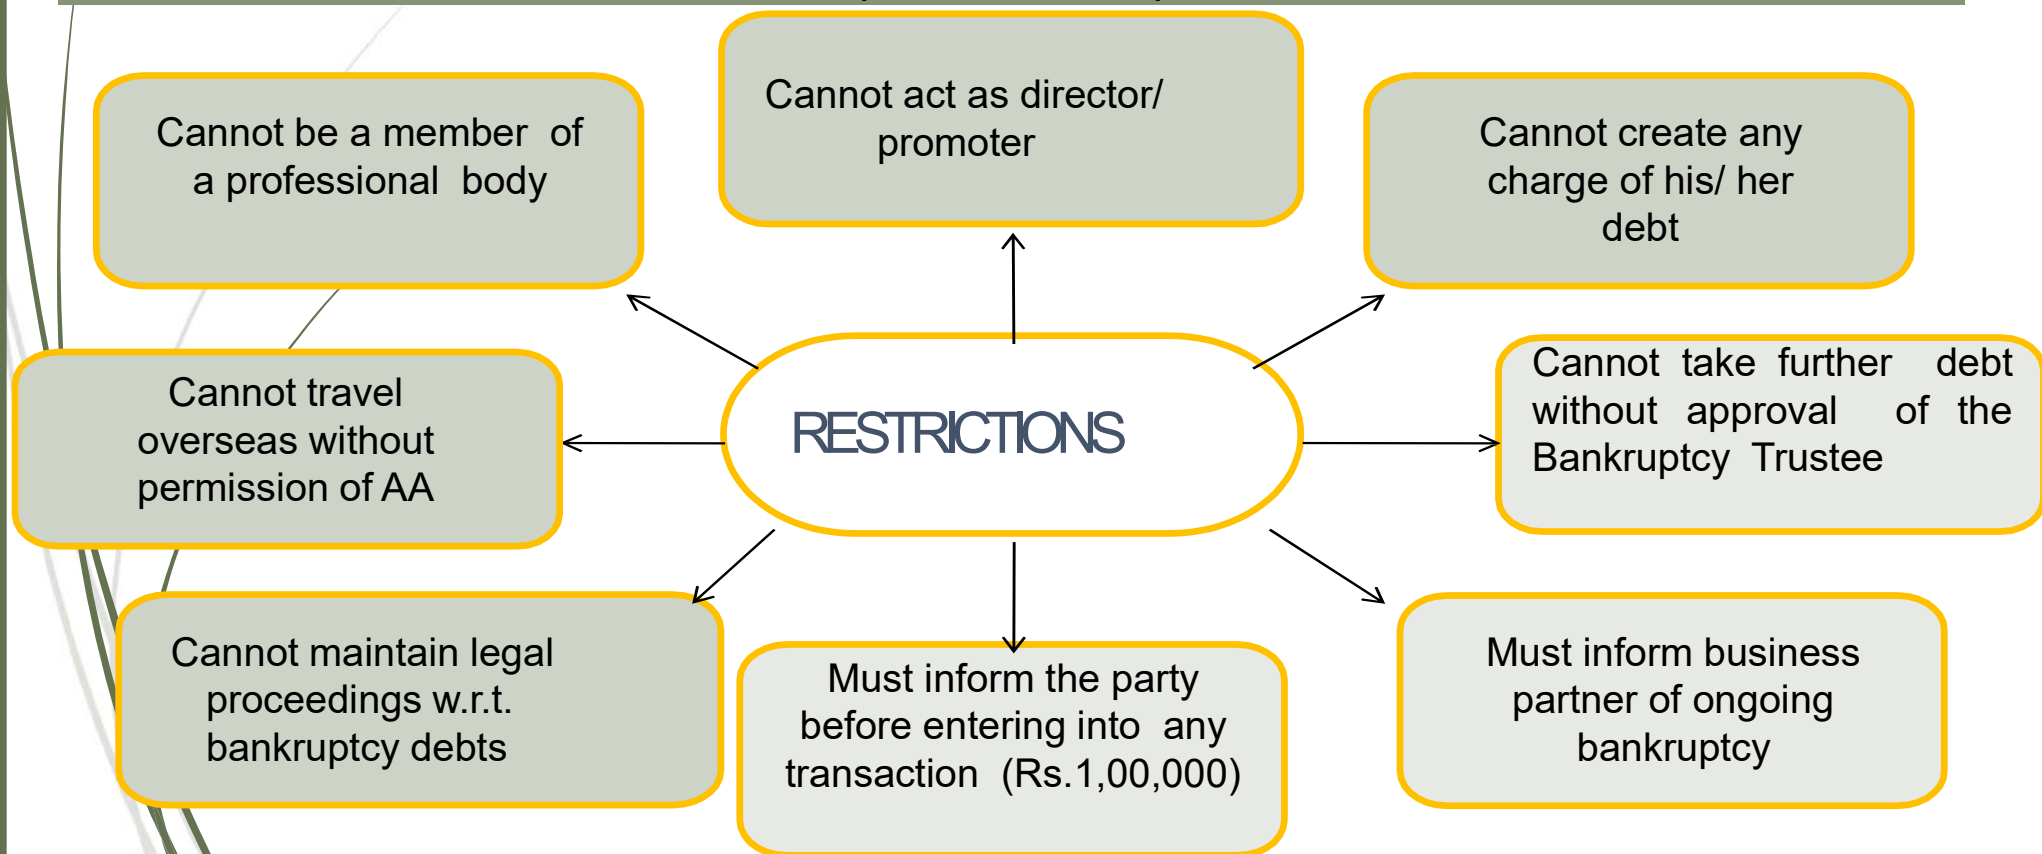 Cannot act as director/
promoter
Cannot be a member of
a professional body
Cannot create any
charge of his/ her
debt
Cannot travel
overseas without
permission of AA
RESTRICTIONS
Cannot take further debt
without approval of the
Bankruptcy Trustee
Cannot maintain legal
proceedings w.r.t.
bankruptcy debts
Must inform the party
before entering into any
transaction (Rs.1,00,000)
Must inform business
partner of ongoing
bankruptcy